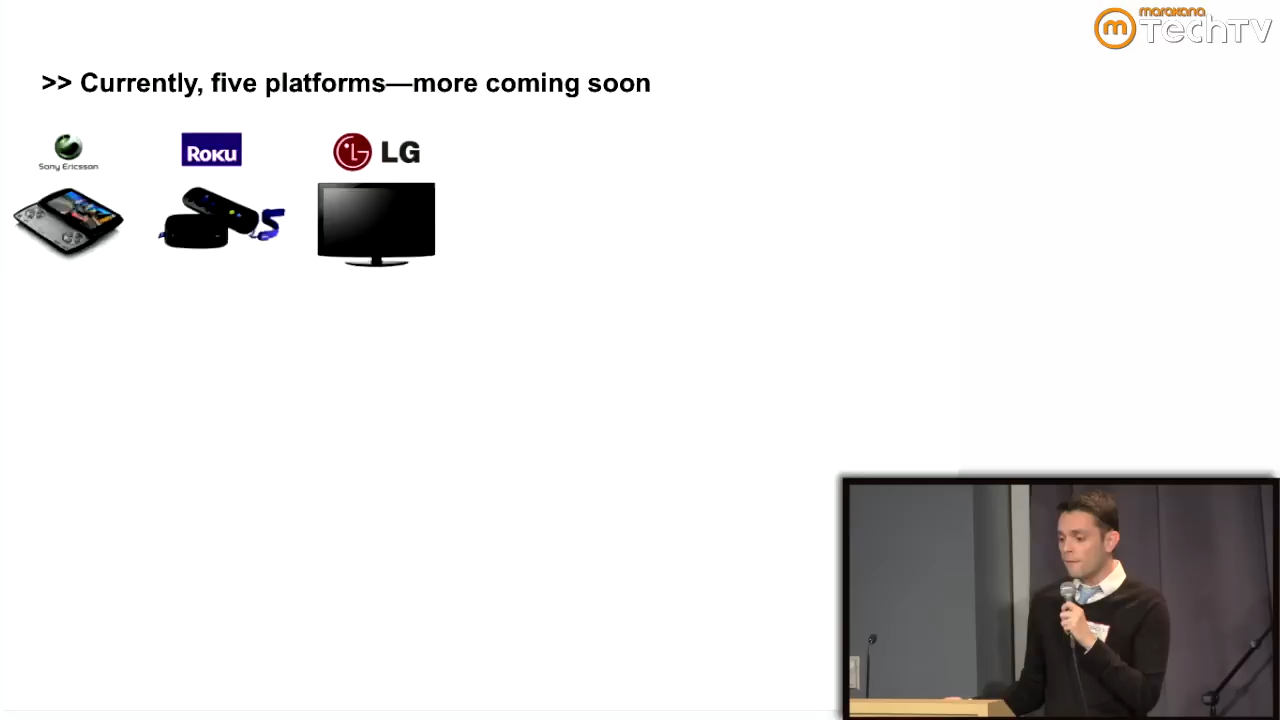 marakana
TechTV
>> Currently, five platforms—more coming soon
Sony Ericsson
ROKU
LG